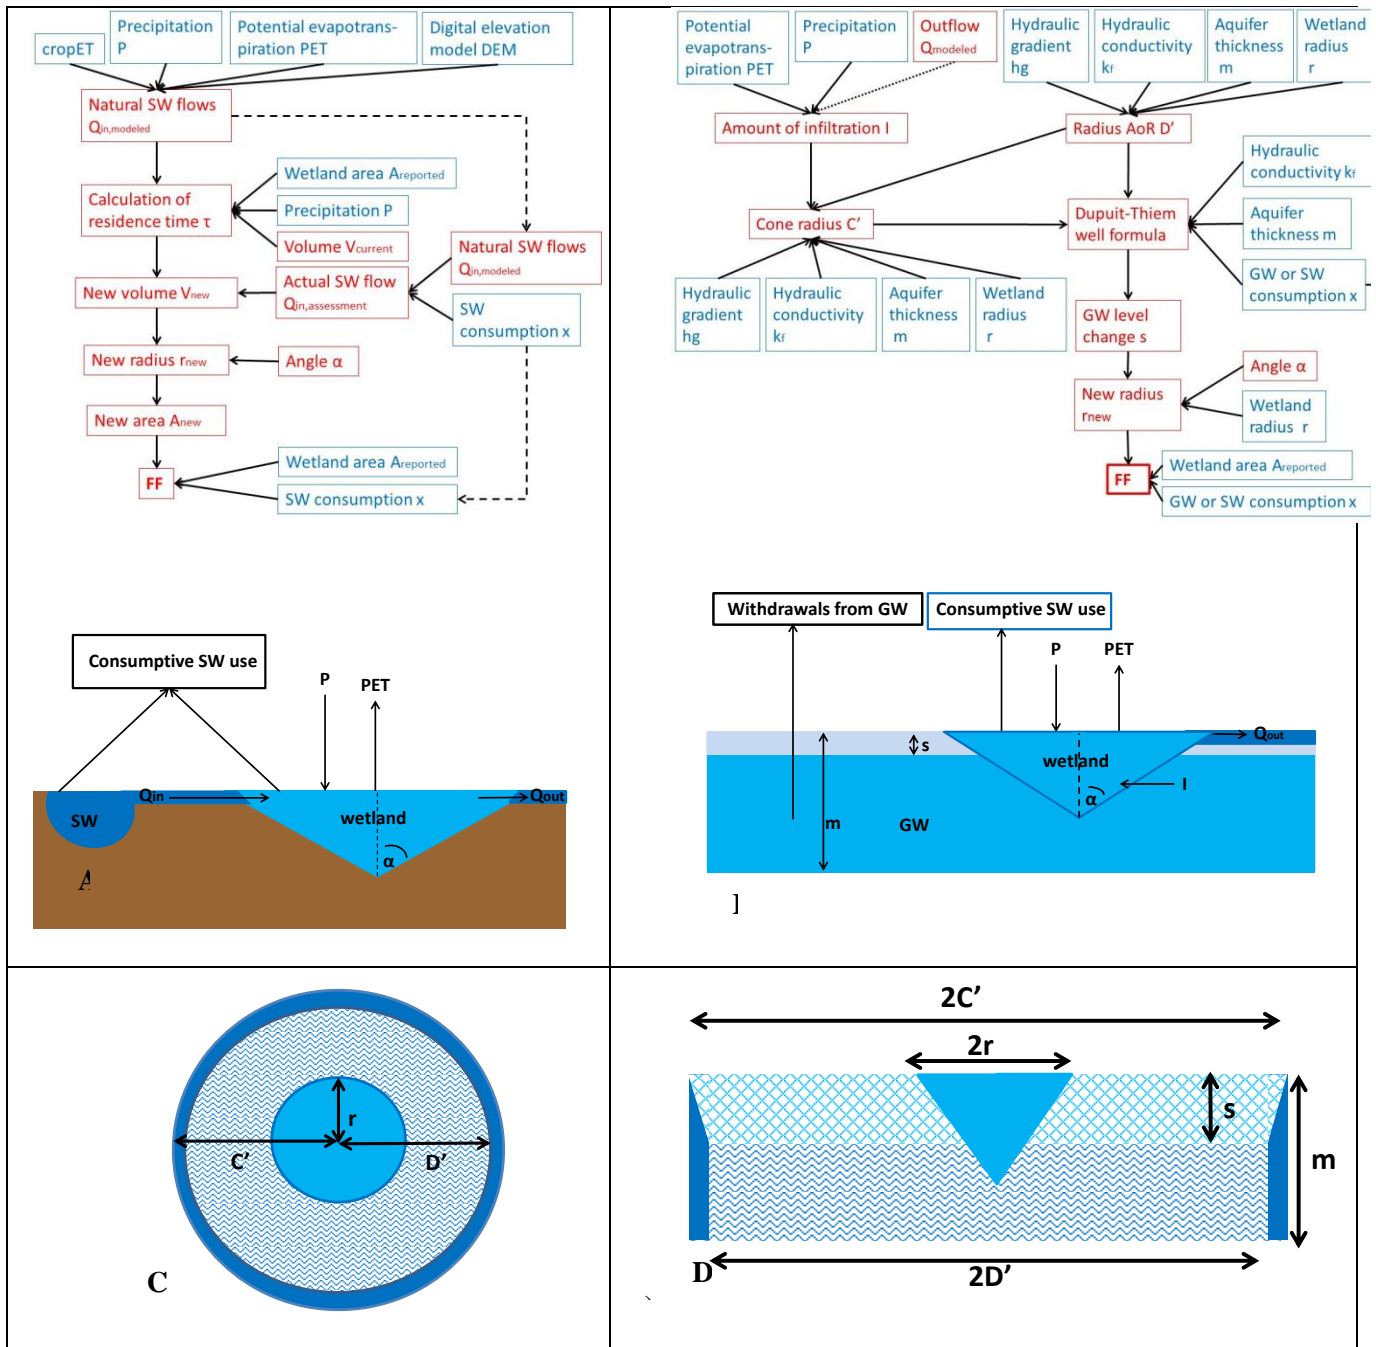 cropET
Precipitation
P
Potential evapotrans-
piration PET
Digital elevation
model DEM
Natural SW flows
Qin,modeled
Wetland area Areported
Calculation of
residence time τ
Precipitation P
Volume Vcurrent
Natural SW flows
Qin,modeled
New volume Vnew
Actual SW flow
Qin,assessment
SW
consumption x
New radius rnew
Angle α
New area Anew
Wetland area Areported
FF
SW consumption x
Consumptive SW use
P
PET
Qin
Qout
SW
wetland
α
Potential
evapotrans-
piration PET
Precipitation
P
Outflow
Qmodeled
Hydraulic
gradient
hg
Hydraulic
conductivity
kf
Aquifer
thickness
m
Wetland
radius
r
Amount of infiltration I
Radius AoR D’
Hydraulic
conductivity kf
Cone radius C’
Dupuit-Thiem
well formula
Aquifer
thickness m
GW or SW
consumption x
Hydraulic
gradient
hg
Hydraulic
conductivity
kf
Aquifer
thickness
m
Wetland
radius
r
GW level
change s
Angle α
New radius
rnew
Wetland
radius r
Wetland area Areported
FF
GW or SW consumption x
Withdrawals from GW
Consumptive SW use
P
PET
Qout
s
wetland
I
α
m
GW
r
C’
D’
C
2C’
2r
s
m
D
2D’